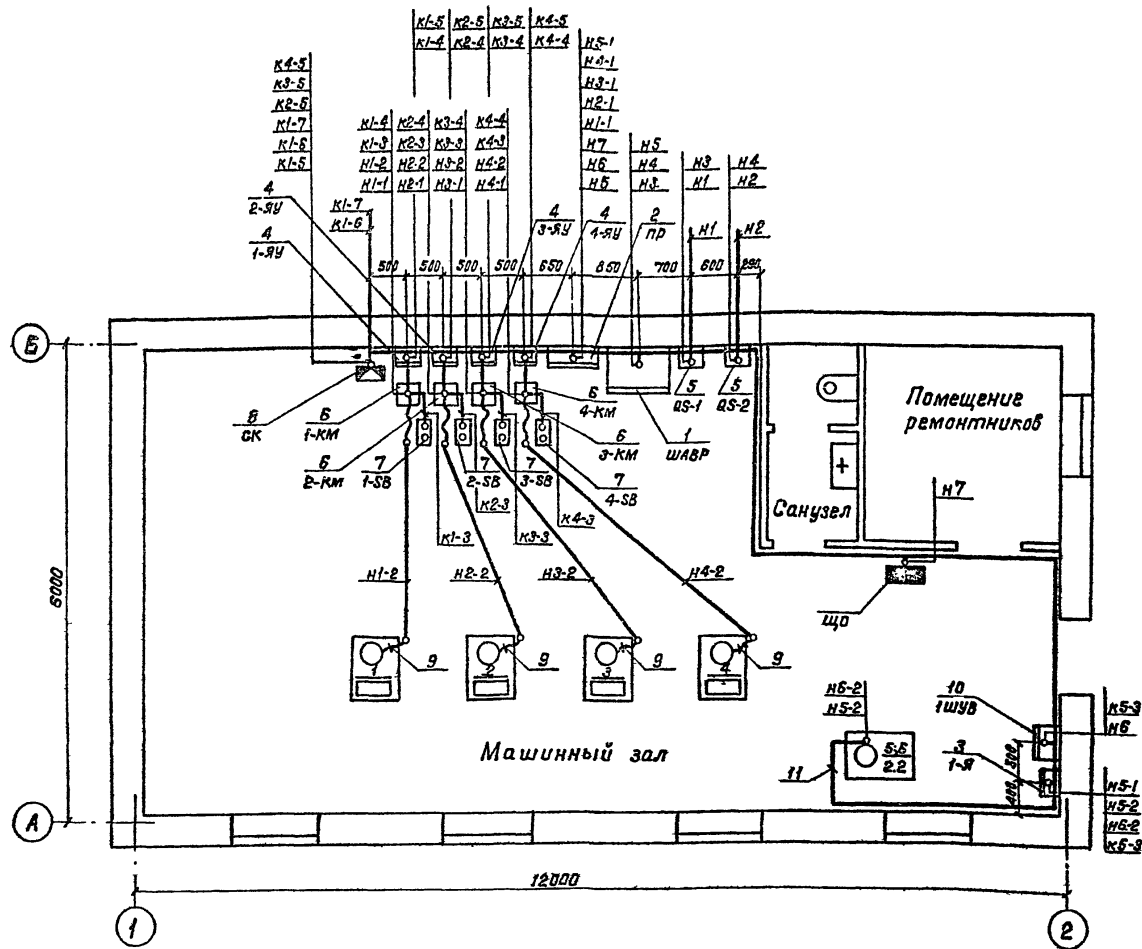 К1-5 К2-5 К3-5 К4-5
К1-4 К2-4 К3-4 К4-4
Н5-1
Н4-1
Н3-1
Н2-1
Н1-1
Н7
Н6
Н5
К4-5
К3-5
К2-5
К1-7
К1-6
К1-5
К1-4 К2-4 К3-4 К4-4
К1-3 К2-3 К3-3 К4-3
Н1-2 Н2-2 Н3-2 Н4-2
Н1-1 Н2-1 Н3-1 Н4-1
Н5
Н4
Н3
Н3
Н1
Н4
Н2
К1-7
К1-6
4
2-ЯУ
4
1-ЯУ
4
3-ЯУ
4
4-ЯУ
2
ПР
Н1
Н2
500 500 500 500 650 850 700 600 250
Б
8
СК
6
1-КМ
6
2-КМ
7
1-SB
7
2-SB
7
3-SB
6
4-КМ
6
3-КМ
7
4-SB
1
ШАВР
5
QS-1
5
QS-2
К2-3
К1-3
К3-3
К4-3
Помещение
ремонтников
Санузел
Н7
ЩО
6000
Н1-2
Н2-2
Н3-2
Н4-2
1
9
2
9
3
9
4
9
Н6-2
Н5-2
5.5
2.2
11
10
1ШУВ
3
1-Я
К5-3
Н6
300
400
Н5-1
Н5-2
Н6-2
К5-3
Машинный зал
А
12000
1
2